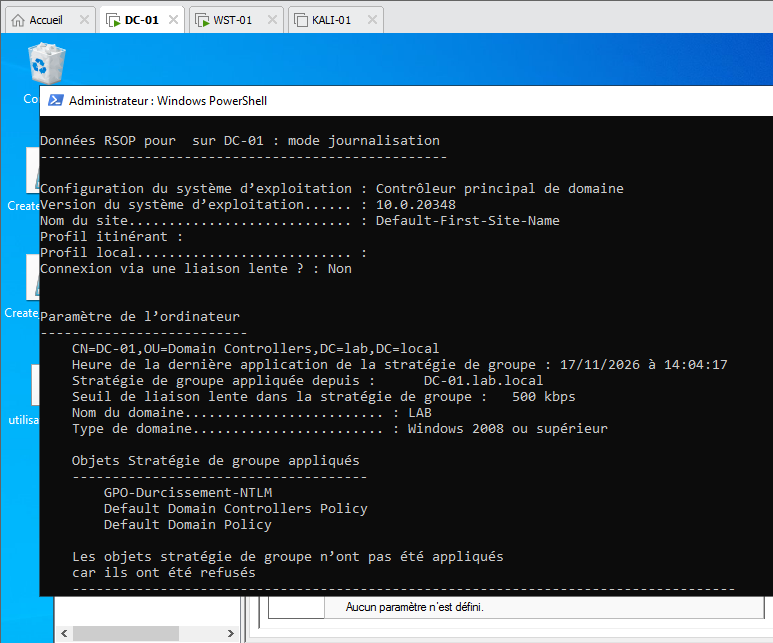 Accueil
DC-01
WST-01
KALI-01
Co
Administrateur : Windows PowerShell
Données RSOP pour  sur DC-01 : mode journalisation
---------------------------------------------------
Configuration du système d’exploitation : Contrôleur principal de domaine
Version du système d’exploitation...... : 10.0.20348
Nom du site............................ : Default-First-Site-Name
Profil itinérant :
Profil local........................... :
Connexion via une liaison lente ? : Non
Create
Paramètre de l’ordinateur
--------------------------
CN=DC-01,OU=Domain Controllers,DC=lab,DC=local
Heure de la dernière application de la stratégie de groupe : 17/11/2026 à 14:04:17
Stratégie de groupe appliquée depuis :      DC-01.lab.local
Seuil de liaison lente dans la stratégie de groupe :   500 kbps
Nom du domaine........................ : LAB
Type de domaine........................ : Windows 2008 ou supérieur
Create
utilisa
Objets Stratégie de groupe appliqués
-------------------------------------
GPO-Durcissement-NTLM
Default Domain Controllers Policy
Default Domain Policy
Les objets stratégie de groupe n’ont pas été appliqués
car ils ont été refusés
-----------------------------------------------------------------------------------
Aucun paramètre n'est défini.